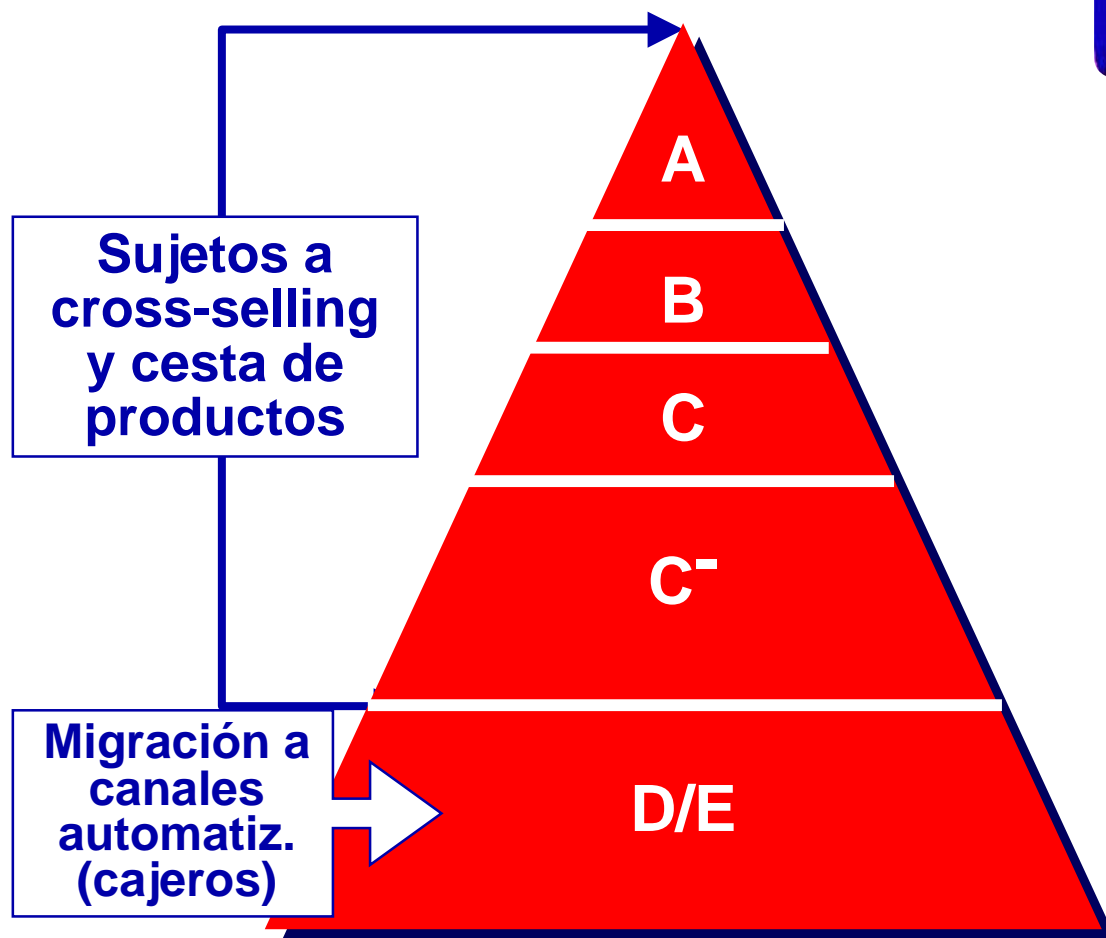 A
Sujetos a
cross-selling
y cesta de
productos
B
C
C-
Migración a
canales
automatiz.
(cajeros)
D/E